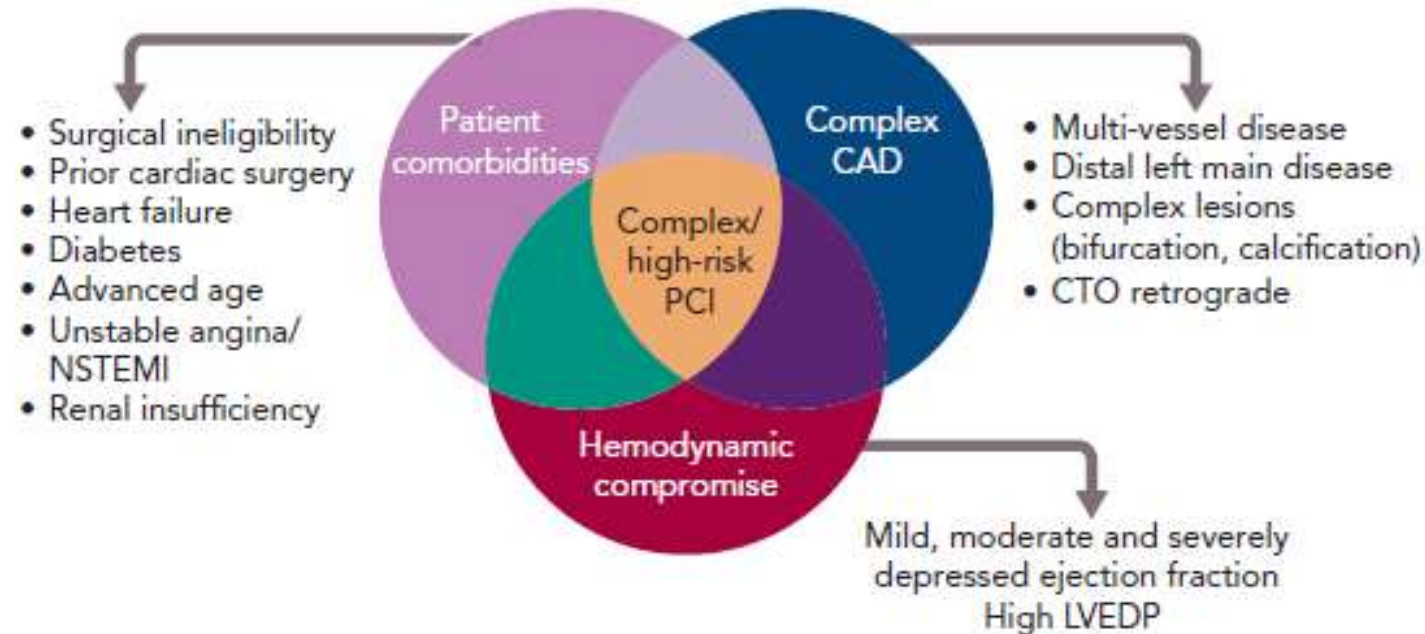 Patient
comorbidities
Complex
CAD
Complex/
high-risk
PCI
Hemodynamic
compromise
• Surgical ineligibility
• Prior cardiac surgery
• Heart failure
• Diabetes
• Advanced age
• Unstable angina/
NSTEMI
• Renal insufficiency
• Multi-vessel disease
• Distal left main disease
• Complex lesions
(bifurcation, calcification)
• CTO retrograde
Mild, moderate and severely
depressed ejection fraction
High LVEDP